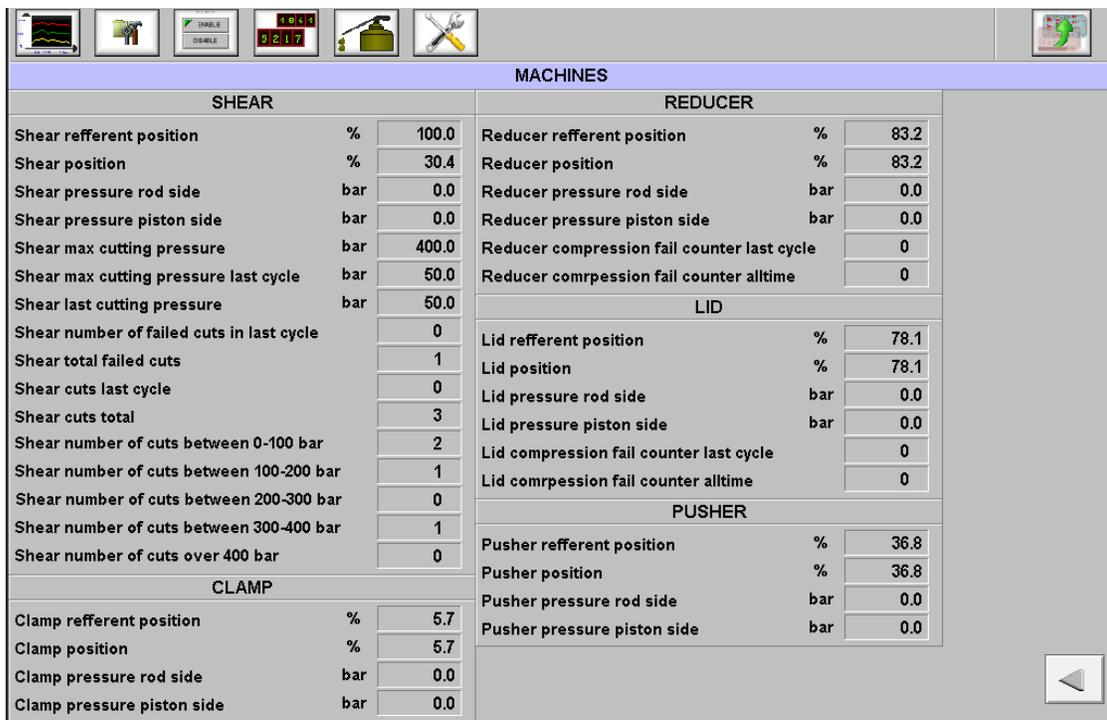 ENABLE
DISABLE
1861
5217
MACHINES
SHEAR
Shear refferent position % 100.0
Shear position % 30.4
Shear pressure rod side bar 0.0
Shear pressure piston side bar 0.0
Shear max cutting pressure bar 400.0
Shear max cutting pressure last cycle bar 50.0
Shear last cutting pressure bar 50.0
Shear number of failed cuts in last cycle 0
Shear total failed cuts 1
Shear cuts last cycle 0
Shear cuts total 3
Shear number of cuts between 0-100 bar 2
Shear number of cuts between 100-200 bar 1
Shear number of cuts between 200-300 bar 0
Shear number of cuts between 300-400 bar 1
Shear number of cuts over 400 bar 0
CLAMP
Clamp refferent position % 5.7
Clamp position % 5.7
Clamp pressure rod side bar 0.0
Clamp pressure piston side bar 0.0
REDUCER
Reducer refferent position % 83.2
Reducer position % 83.2
Reducer pressure rod side bar 0.0
Reducer pressure piston side bar 0.0
Reducer compression fail counter last cycle 0
Reducer comrpession fail counter alltime 0
LID
Lid refferent position % 78.1
Lid position % 78.1
Lid pressure rod side bar 0.0
Lid pressure piston side bar 0.0
Lid compression fail counter last cycle 0
Lid comrpession fail counter alltime 0
PUSHER
Pusher refferent position % 36.8
Pusher position % 36.8
Pusher pressure rod side bar 0.0
Pusher pressure piston side bar 0.0